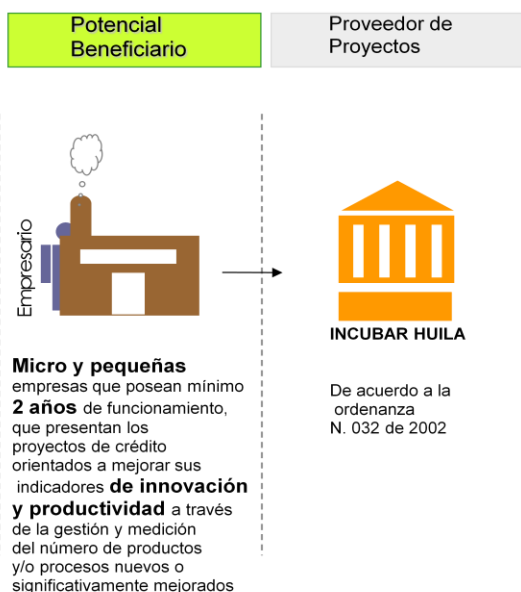 Potencial
Beneficiario
Proveedor de
Proyectos
Empresario
INCUBAR HUILA
Micro y pequeñas
empresas que posean mínimo
2 años de funcionamiento,
que presentan los
proyectos de crédito
orientados a mejorar sus
indicadores de innovación
y productividad a través
de la gestión y medición
del número de productos
y/o procesos nuevos o
significativamente mejorados
De acuerdo a la
ordenanza
N. 032 de 2002